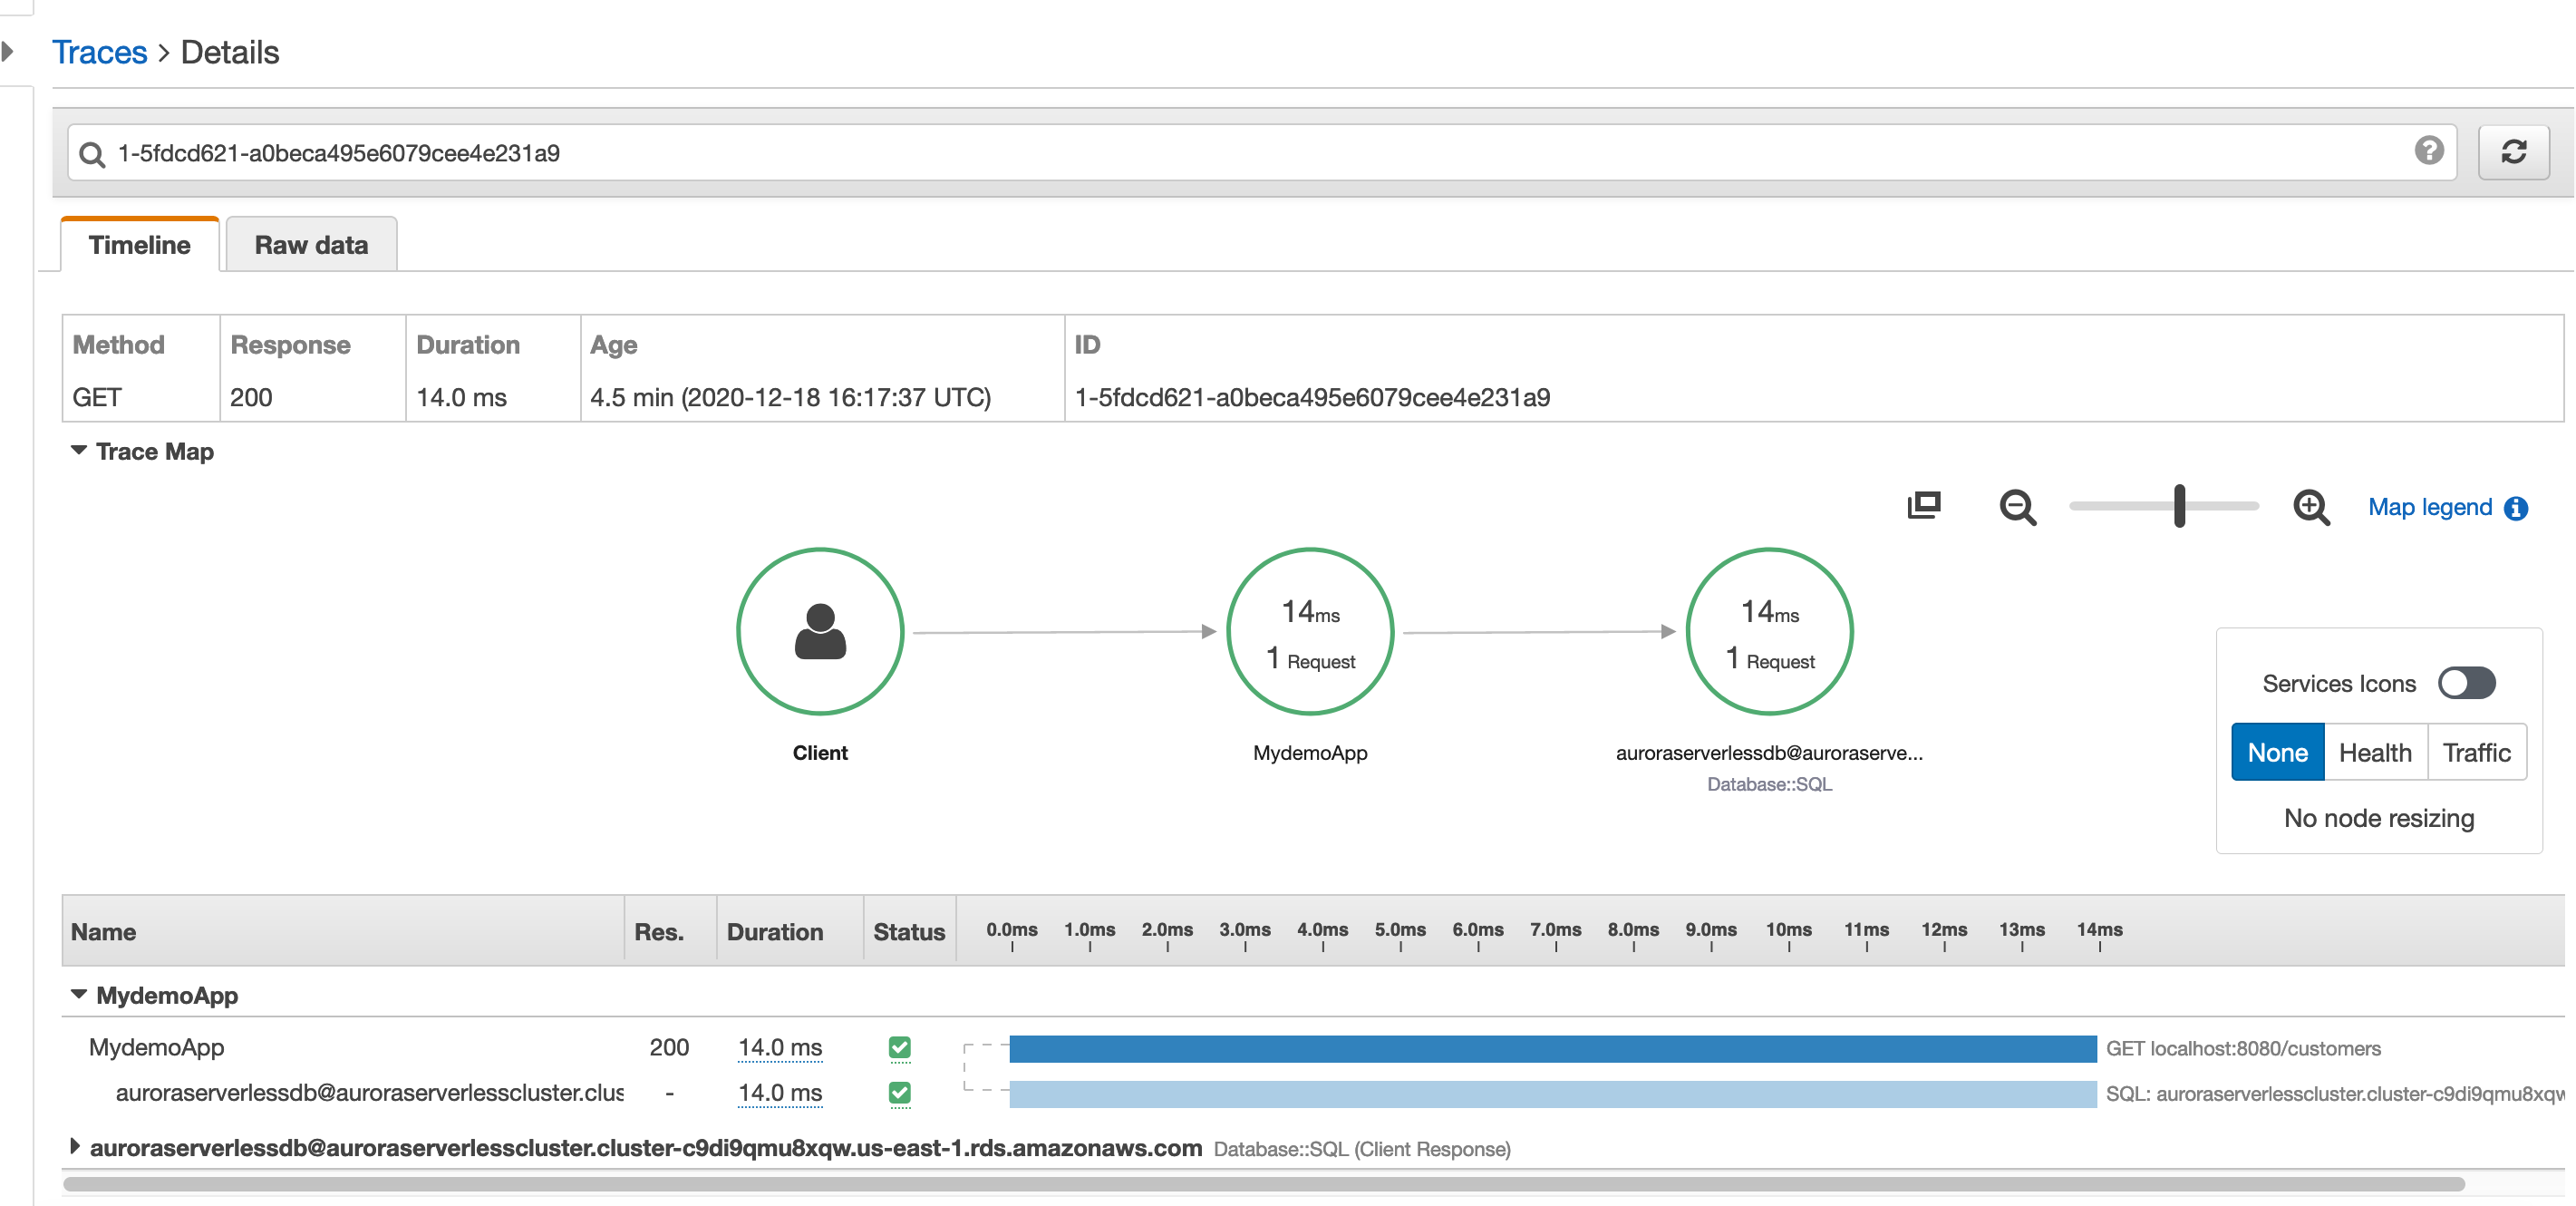 Traces > Details
1-5fdcd621-a0beca495e6079cee4e231a9
Timeline
Raw data
Method Response Duration Age ID
GET 200 14.0 ms 4.5 min (2020-12-18 16:17:37 UTC) 1-5fdcd621-a0beca495e6079cee4e231a9
Trace Map
Map legend
14ms 14ms
1 Request 1 Request
Services Icons
Client MydemoApp auroraserverlessdb@auroraserve...
None Health Traffic
Database::SQL
No node resizing
Name Res. Duration Status 0.0ms 1.0ms 2.0ms 3.0ms 4.0ms 5.0ms 6.0ms 7.0ms 8.0ms 9.0ms 10ms 11ms 12ms 13ms 14ms
MydemoApp
MydemoApp 200 14.0 ms GET localhost:8080/customers
auroraserverlessdb@auroraserverlesscluster.clus - 14.0 ms SQL: auroraserverlesscluster.cluster-c9di9qmu8xqw
auroraserverlessdb@auroraserverlesscluster.cluster-c9di9qmu8xqw.us-east-1.rds.amazonaws.com Database::SQL (Client Response)